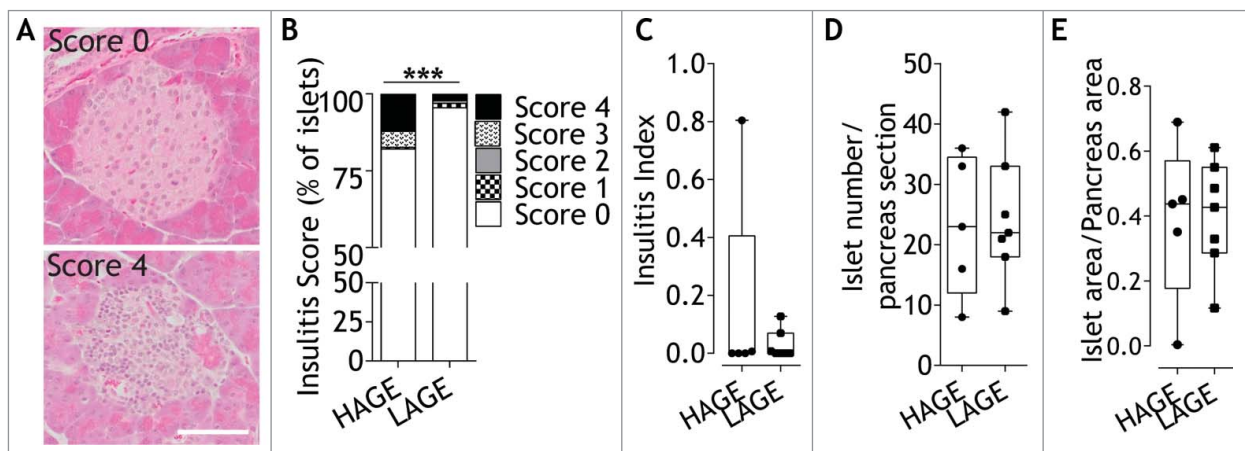 A
Score 0
Score 4
B
Insulitis Score (% of islets)
***
100
75
50
50
25
0
HAGE
LAGE
Score 4
Score 3
Score 2
Score 1
Score 0
C
Insulitis Index
1.0
0.8
0.6
0.4
0.2
0.0
HAGE
LAGE
D
Islet number/
pancreas section
50
40
30
20
10
0
HAGE
LAGE
E
Islet area/Pancreas area
0.8
0.6
0.4
0.2
0.0
HAGE
LAGE